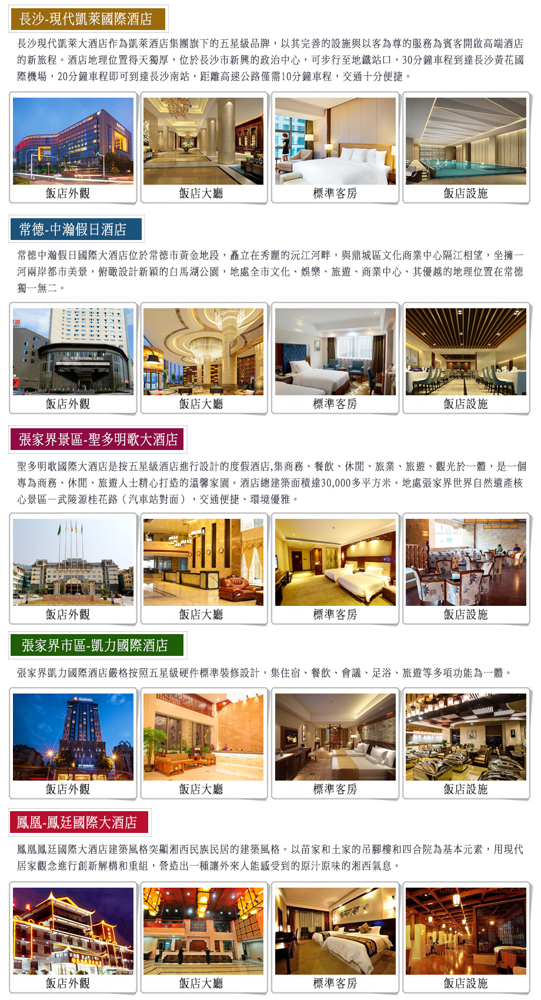 長沙-現代凱萊國際酒店
長沙現代凱萊大酒店作為凱萊酒店集團旗下的五星級品牌，以其完善的設施與以客為尊的服務為賓客開啟高端酒店
的新旅程。酒店地理位置得天獨厚，位於長沙市新興的政治中心，可步行至地鐵站口，30分鐘車程到達長沙黃花國
際機場，20分鐘車程即可到達長沙南站，距離高速公路僅需10分鐘車程，交通十分便捷。
飯店外觀 飯店大廳 標準客房 飯店設施
常德-中瀚假日酒店
常德中瀚假日國際大酒店位於常德市黃金地段，矗立在秀麗的沅江河畔，與鼎城區文化商業中心隔江相望，坐擁一
河兩岸都市美景，俯瞰設計新穎的白馬湖公園，地處全市文化、娛樂、旅遊、商業中心、其優越的地理位置在常德
獨一無二。
飯店外觀 飯店大廳 標準客房 飯店設施
張家界景區-聖多明歌大酒店
聖多明歌國際大酒店是按五星級酒店進行設計的度假酒店,集商務、餐飲、休閒、旅業、旅遊、觀光於一體，是一個
專為商務、休閒、旅遊人士精心打造的溫馨家園。酒店總建築面積達30,000多平方米。地處張家界世界自然遺產核
心景區—武陵源桂花路（汽車站對面），交通便捷、環境優雅。
飯店外觀 飯店大廳 標準客房 飯店設施
張家界市區-凱力國際酒店
張家界凱力國際酒店嚴格按照五星級硬件標準裝修設計，集住宿、餐飲、會議、足浴、旅遊等多項功能為一體。
飯店外觀 飯店大廳 標準客房 飯店設施
鳳凰-鳳廷國際大酒店
鳳凰鳳廷國際大酒店建築風格突顯湘西民族民居的建築風格。以苗家和土家的吊腳樓和四合院為基本元素，用現代
居家觀念進行創新解構和重組，營造出一種讓外來人能感受到的原汁原味的湘西氣息。
飯店外觀 飯店大廳 標準客房 飯店設施